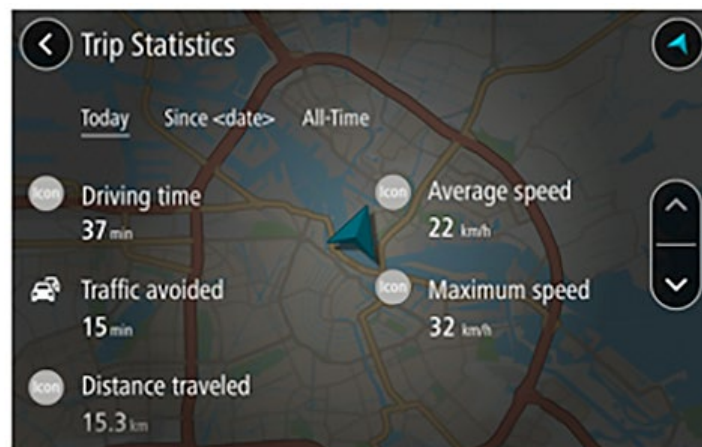 Trip Statistics
Today Since <date> All-Time
Icon Driving time
37 min
Icon Average speed
22 km/h
Traffic avoided
15 min
Icon Maximum speed
32 km/h
Icon Distance traveled
15.3 km